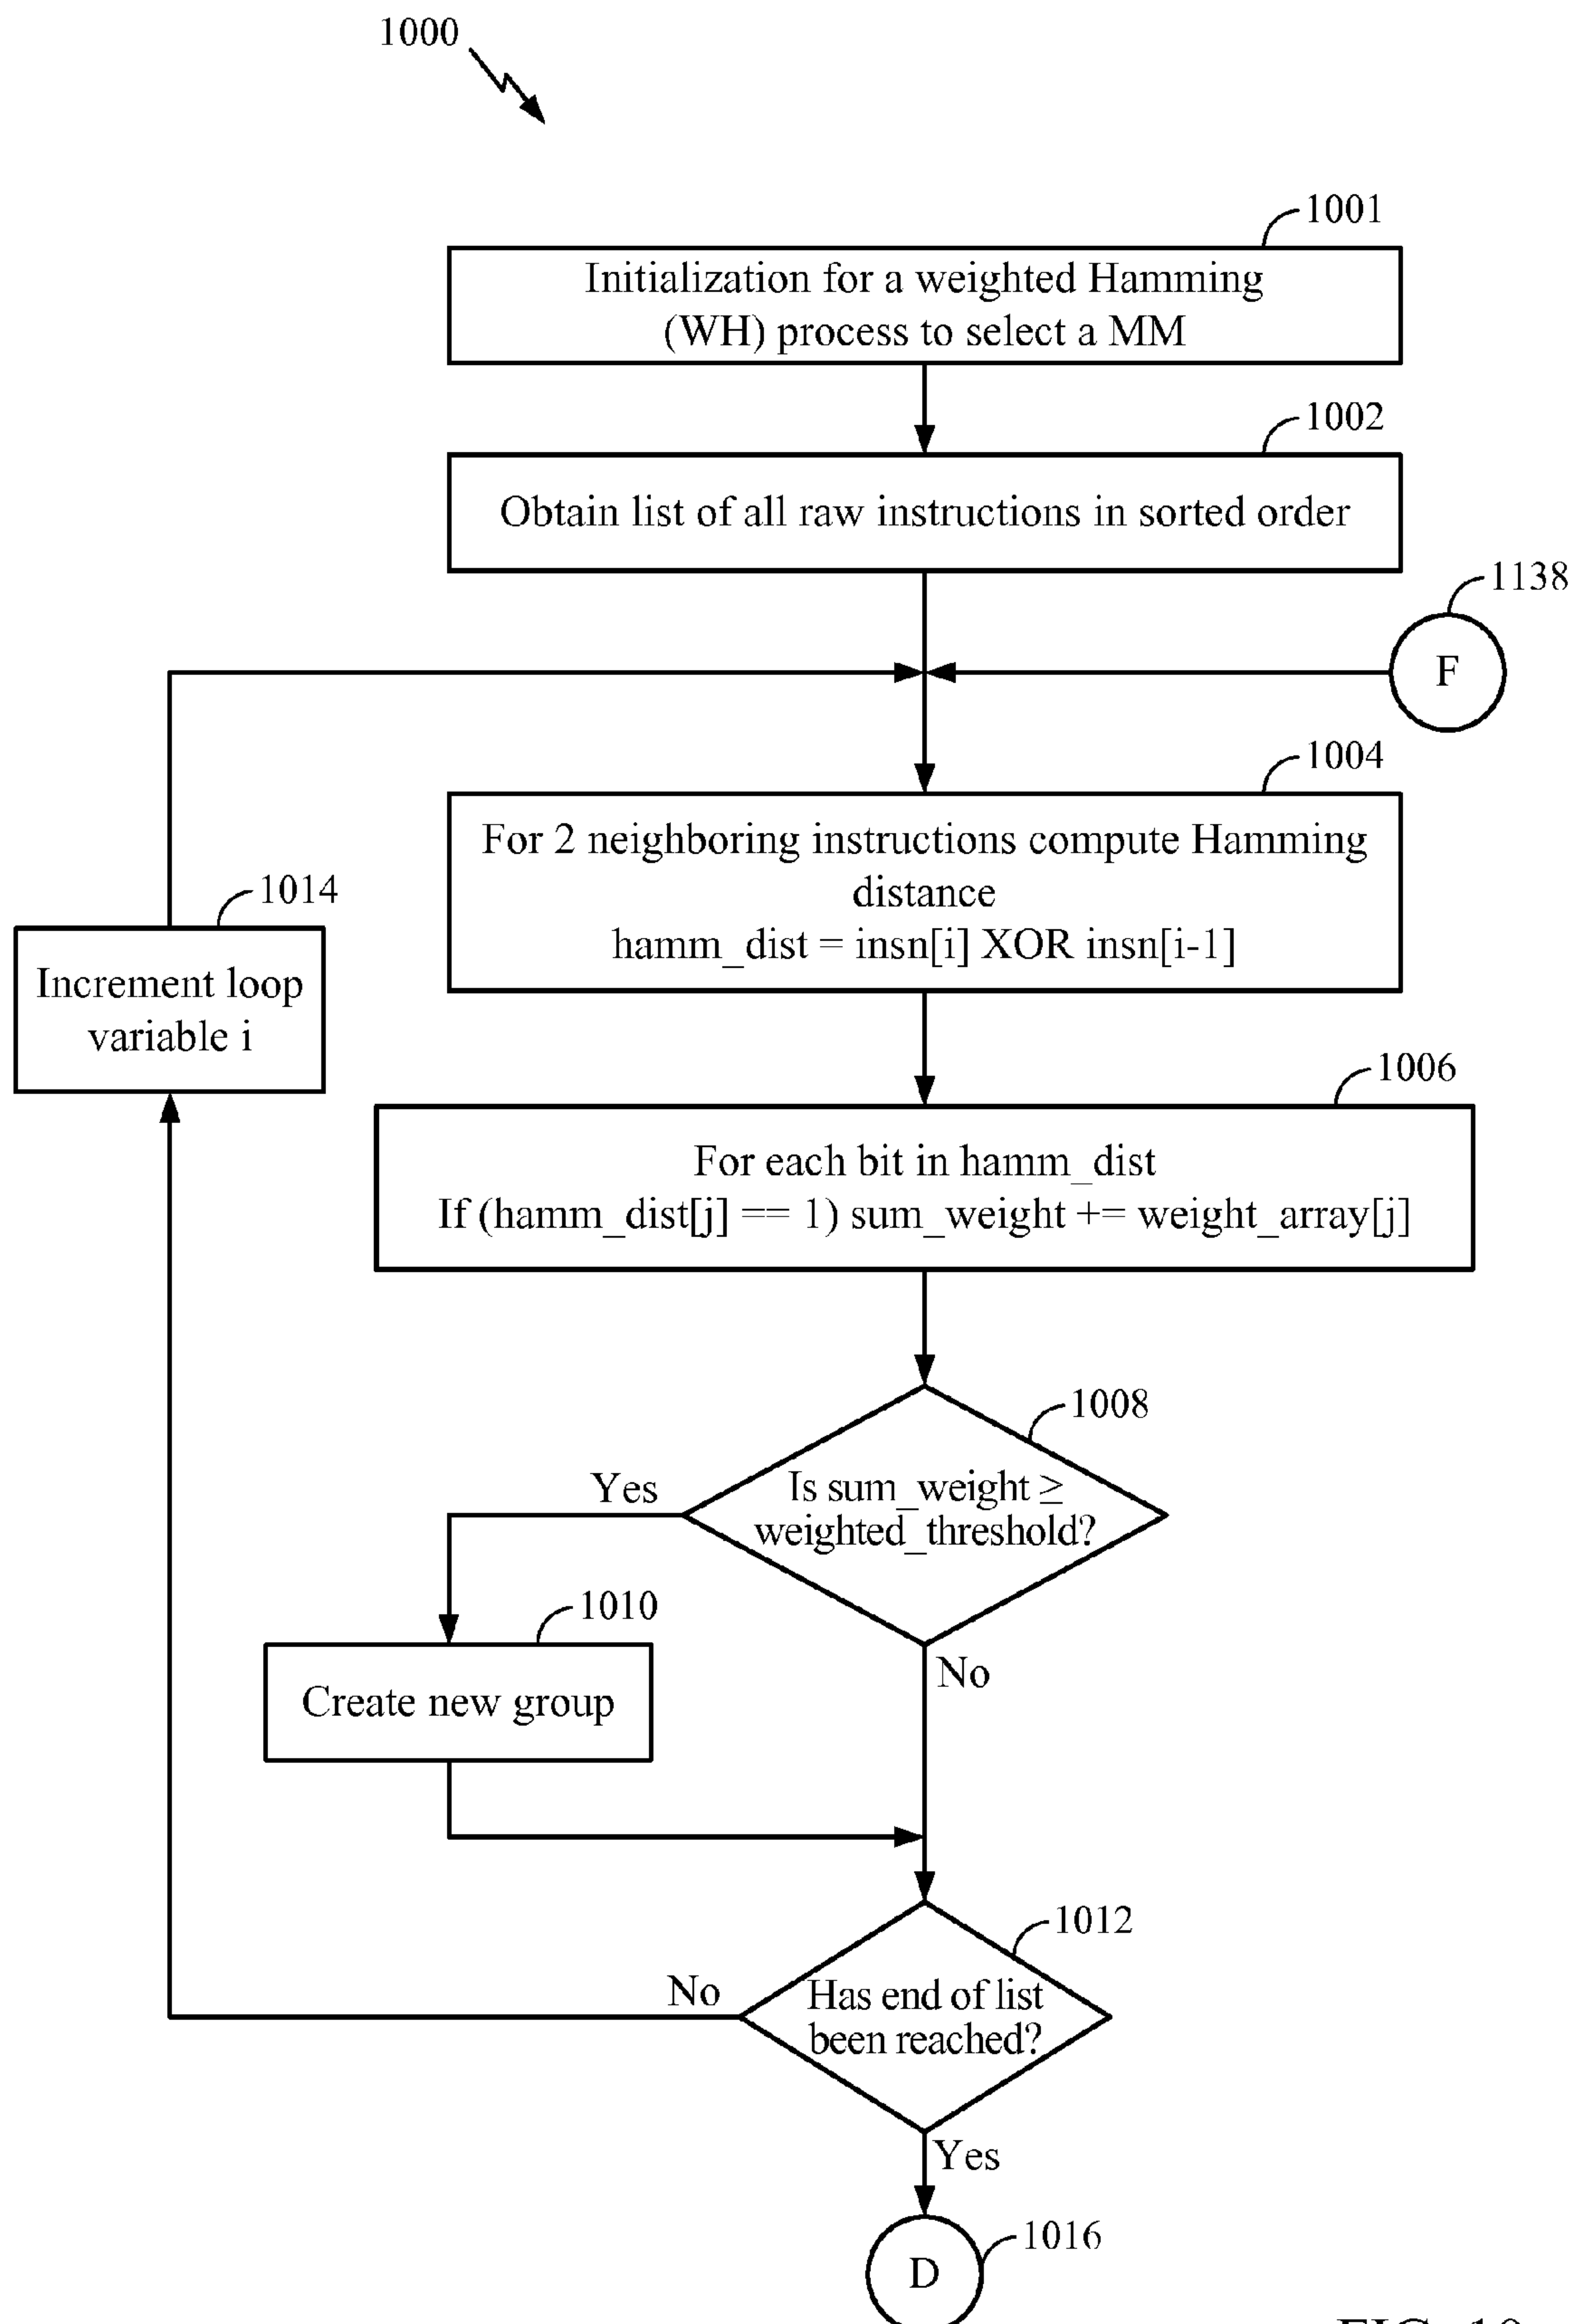 1000
1001
Initialization for a weighted Hamming
(WH) process to select a MM
1002
Obtain list of all raw instructions in sorted order
1138
F
1004
For 2 neighboring instructions compute Hamming
distance
hamm_dist = insn[i] XOR insn[i-1]
1014
Increment loop
variable i
1006
For each bit in hamm_dist
If (hamm_dist[j] == 1) sum_weight += weight_array[j]
1008
Is sum_weight ≥
weighted_threshold?
Yes
No
1010
Create new group
1012
Has end of list
been reached?
No
Yes
1016
D